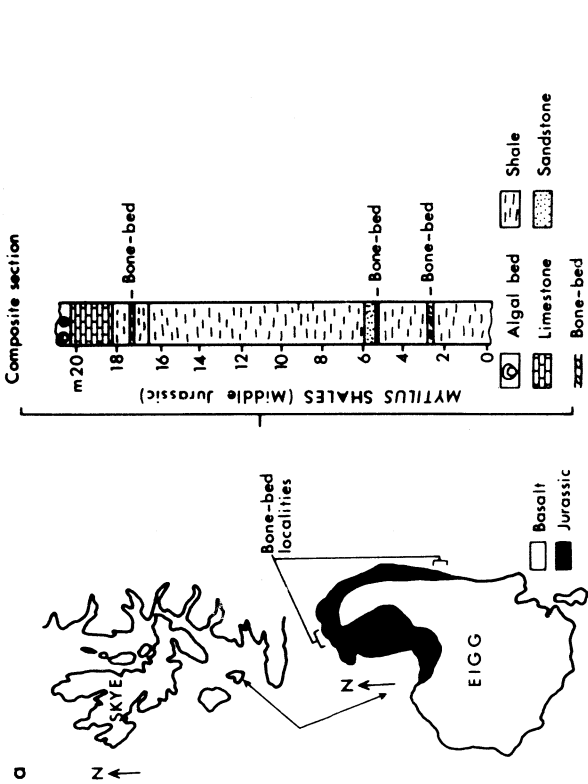 a
N
SKYE
N
EIGG
Bone-bed
localities
Basalt
Jurassic
Composite section
m20
18
16
14
12
10
8
6
4
2
0
MYTILUS SHALES (Middle Jurassic)
Bone-bed
Bone-bed
Bone-bed
Algal bed
Limestone
Bone-bed
Shale
Sandstone